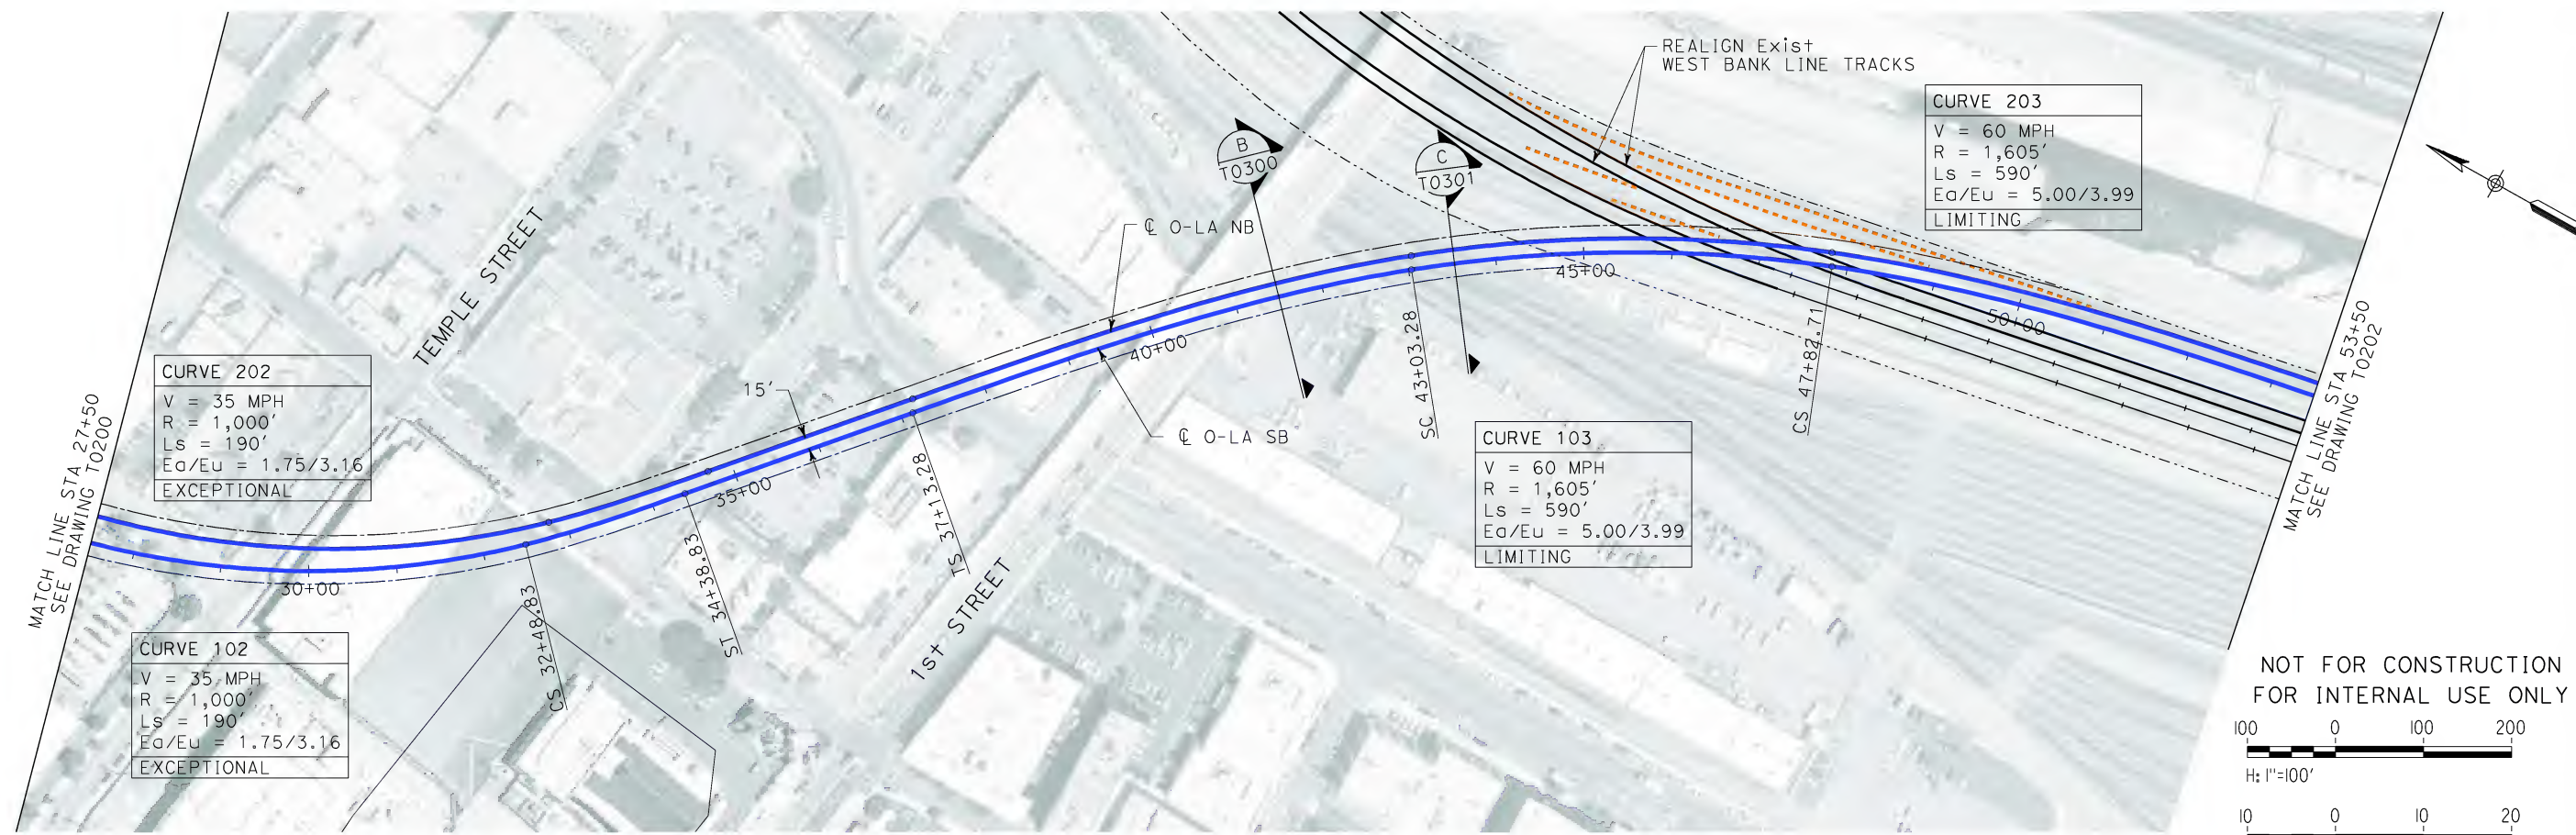 REALIGN Exist
WEST BANK LINE TRACKS
CURVE 203
V = 60 MPH
R = 1,605′
Ls = 590′
Ea/Eu = 5.00/3.99
LIMITING
B
T0300
C
T0301
TEMPLE STREET
℄ O-LA NB
45+00
50+00
40+00
15′
℄ O-LA SB
SC 43+03.28
CS 47+82.71
MATCH LINE STA 53+50
SEE DRAWING T0202
CURVE 202
V = 35 MPH
R = 1,000′
Ls = 190′
Ea/Eu = 1.75/3.16
EXCEPTIONAL
MATCH LINE STA 27+50
SEE DRAWING T0200
35+00
30+00
TS 37+13.28
ST 34+38.83
CS 32+48.83
1st STREET
CURVE 103
V = 60 MPH
R = 1,605′
Ls = 590′
Ea/Eu = 5.00/3.99
LIMITING
CURVE 102
V = 35 MPH
R = 1,000′
Ls = 190′
Ea/Eu = 1.75/3.16
EXCEPTIONAL
NOT FOR CONSTRUCTION
FOR INTERNAL USE ONLY
100 0 100 200
H: 1"=100′
10 0 10 20